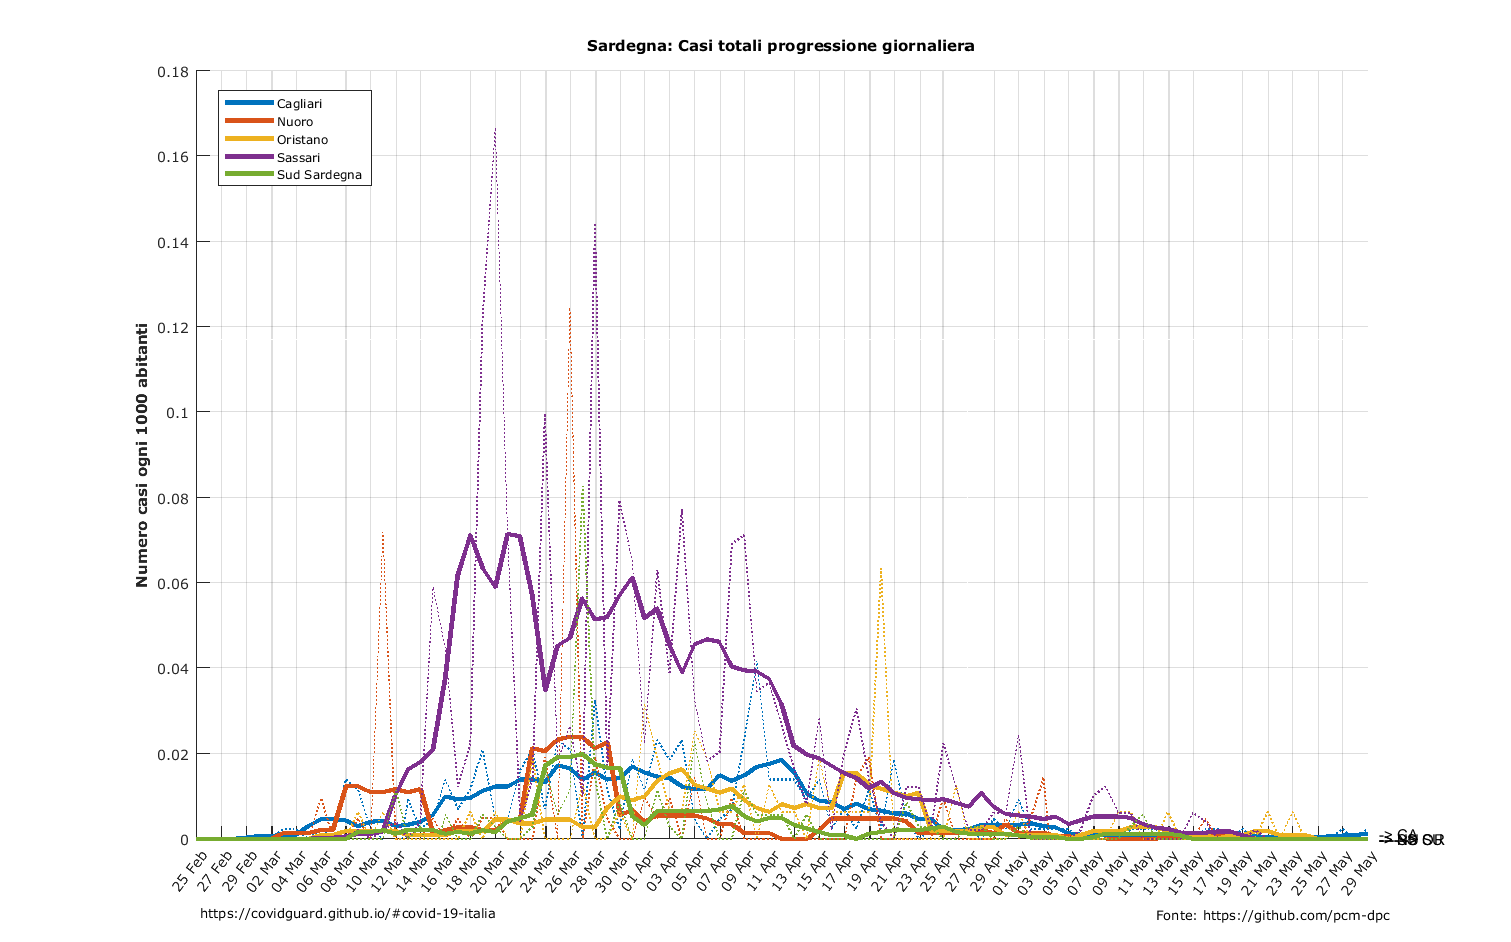 Sardegna: Casi totali progressione giornaliera
Numero casi ogni 1000 abitanti
0.18
0.16
0.14
0.12
0.1
0.08
0.06
0.04
0.02
0
Cagliari
Nuoro
Oristano
Sassari
Sud Sardegna
25 Feb
27 Feb
29 Feb
02 Mar
04 Mar
06 Mar
08 Mar
10 Mar
12 Mar
14 Mar
16 Mar
18 Mar
20 Mar
22 Mar
24 Mar
26 Mar
28 Mar
30 Mar
01 Apr
03 Apr
05 Apr
07 Apr
09 Apr
11 Apr
13 Apr
15 Apr
17 Apr
19 Apr
21 Apr
23 Apr
25 Apr
27 Apr
29 Apr
01 May
03 May
05 May
07 May
09 May
11 May
13 May
15 May
17 May
19 May
21 May
23 May
25 May
27 May
29 May
https://covidguard.github.io/#covid-19-italia
Fonte: https://github.com/pcm-dpc